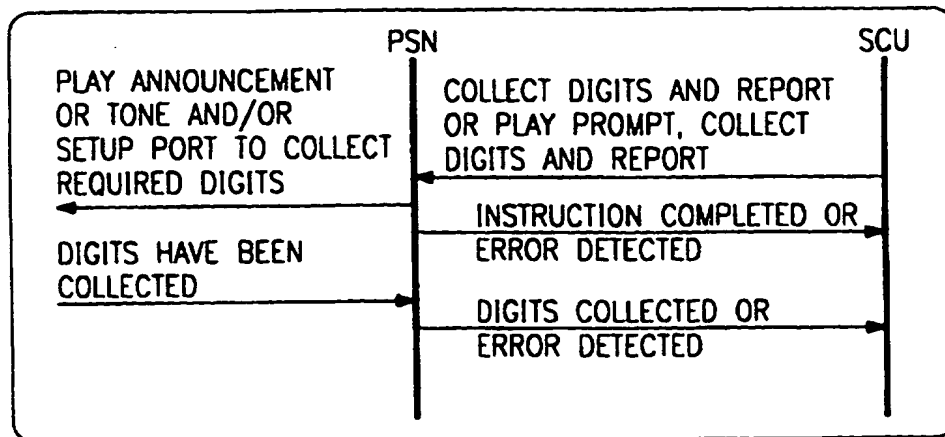 PSN
SCU
PLAY ANNOUNCEMENT
OR TONE AND/OR
SETUP PORT TO COLLECT
REQUIRED DIGITS
COLLECT DIGITS AND REPORT
OR PLAY PROMPT, COLLECT
DIGITS AND REPORT
INSTRUCTION COMPLETED OR
ERROR DETECTED
DIGITS HAVE BEEN
COLLECTED
DIGITS COLLECTED OR
ERROR DETECTED